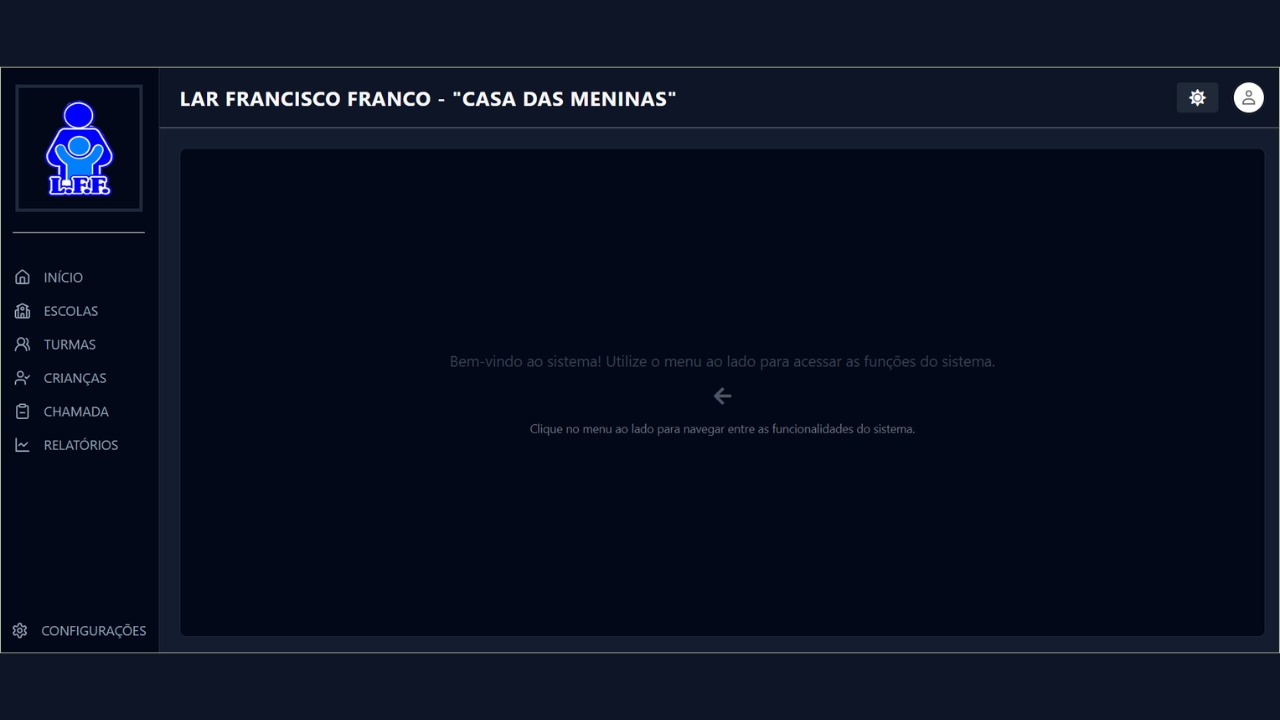 LAR FRANCISCO FRANCO - "CASA DAS MENINAS"
L.F.F.
INÍCIO
ESCOLAS
TURMAS
CRIANÇAS
CHAMADA
RELATÓRIOS
CONFIGURAÇÕES
Bem-vindo ao sistema! Utilize o menu ao lado para acessar as funções do sistema.
Clique no menu ao lado para navegar entre as funcionalidades do sistema.